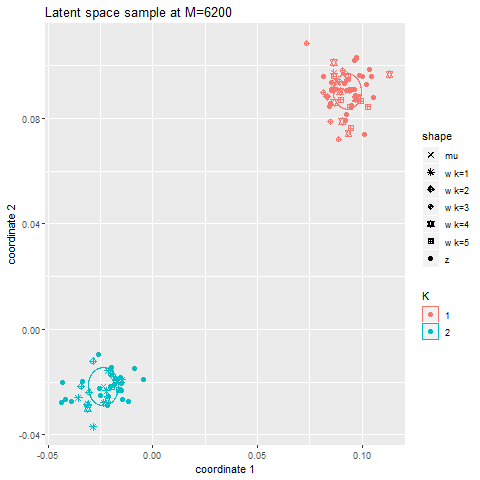 Latent space sample at M=6200
coordinate 2
0.08
0.04
0.00
-0.04
-0.05
0.00
0.05
0.10
coordinate 1
shape
mu
w k=1
w k=2
w k=3
w k=4
w k=5
z
K
1
2